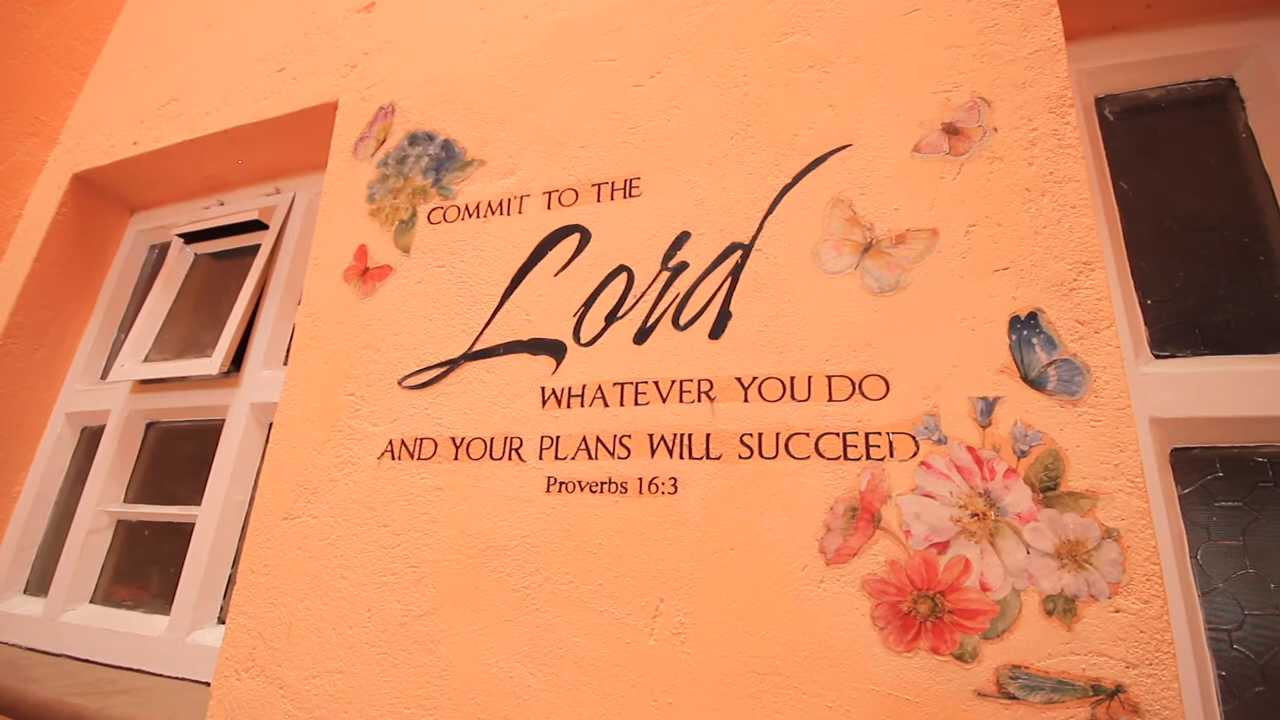 COMMIT TO THE
Lord
WHATEVER YOU DO
AND YOUR PLANS WILL SUCCEED
Proverbs 16:3